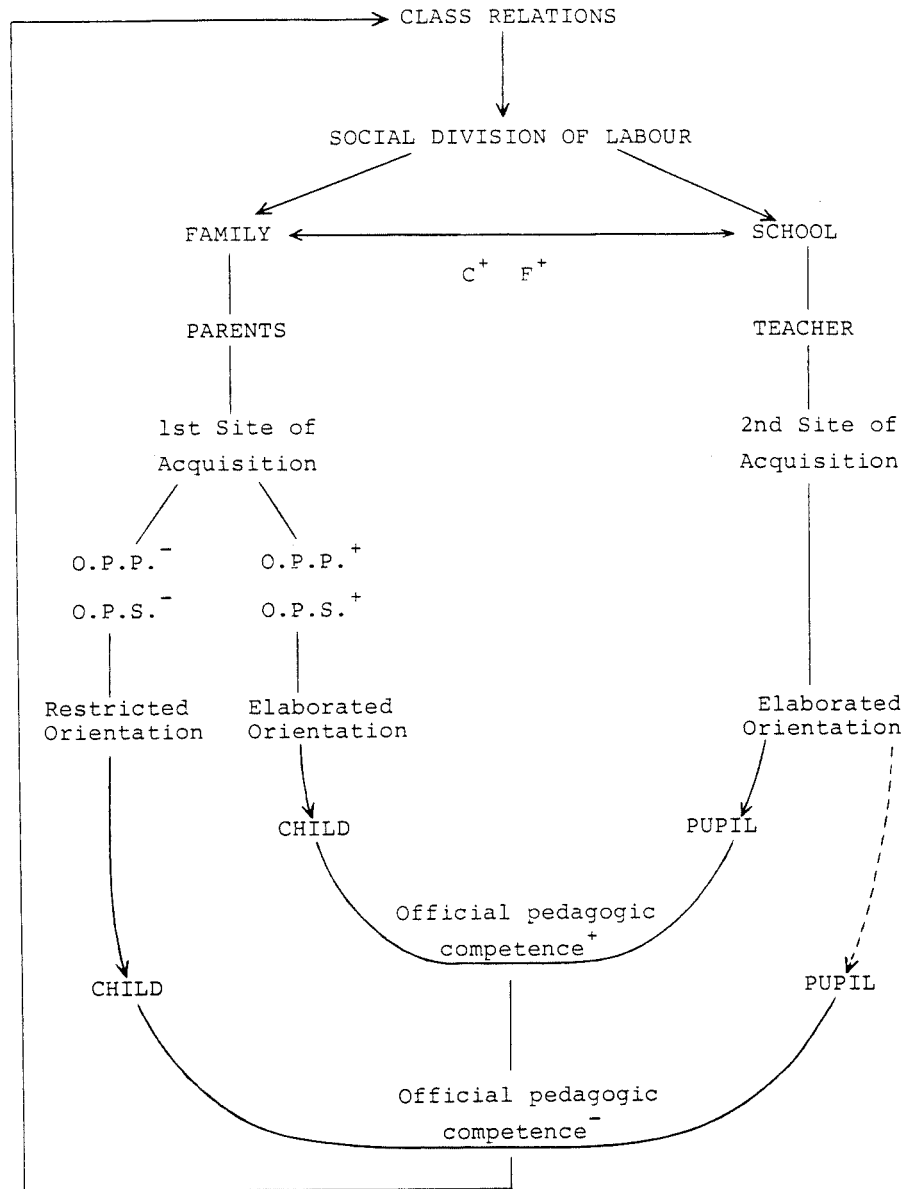 CLASS RELATIONS
SOCIAL DIVISION OF LABOUR
FAMILY
SCHOOL
C⁺ F⁺
PARENTS
TEACHER
1st Site of
Acquisition
2nd Site of
Acquisition
O.P.P.⁻
O.P.P.⁺
O.P.S.⁻
O.P.S.⁺
Restricted
Orientation
Elaborated
Orientation
Elaborated
Orientation
CHILD
PUPIL
Official pedagogic
competence⁺
CHILD
PUPIL
Official pedagogic
competence⁻